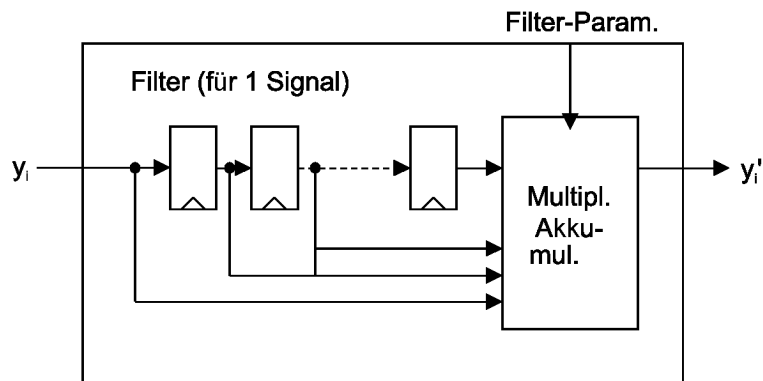 Filter-Param.
Filter (für 1 Signal)
yi
yi'
Multipl.
Akku-
mul.